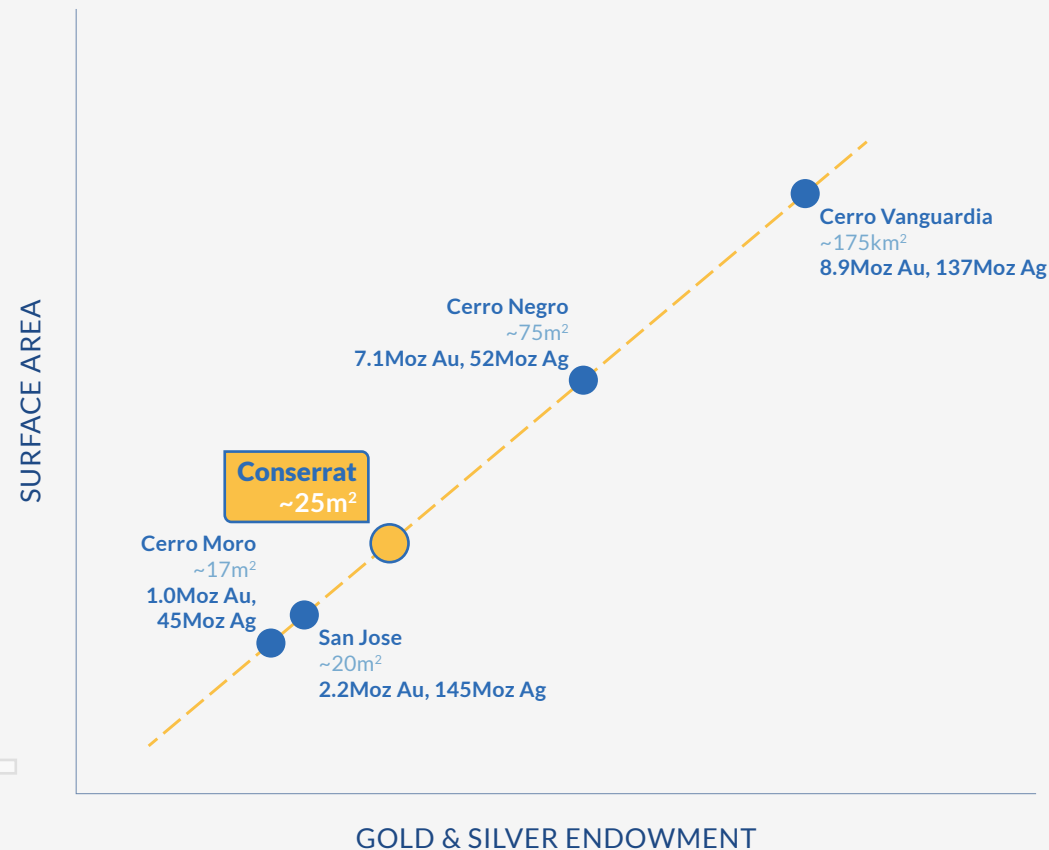 Cerro Vanguardia
~175km²
8.9Moz Au, 137Moz Ag
Cerro Negro
~75m²
7.1Moz Au, 52Moz Ag
SURFACE AREA
Conserrat
~25m²
Cerro Moro
~17m²
1.0Moz Au,
45Moz Ag
San Jose
~20m²
2.2Moz Au, 145Moz Ag
GOLD & SILVER ENDOWMENT